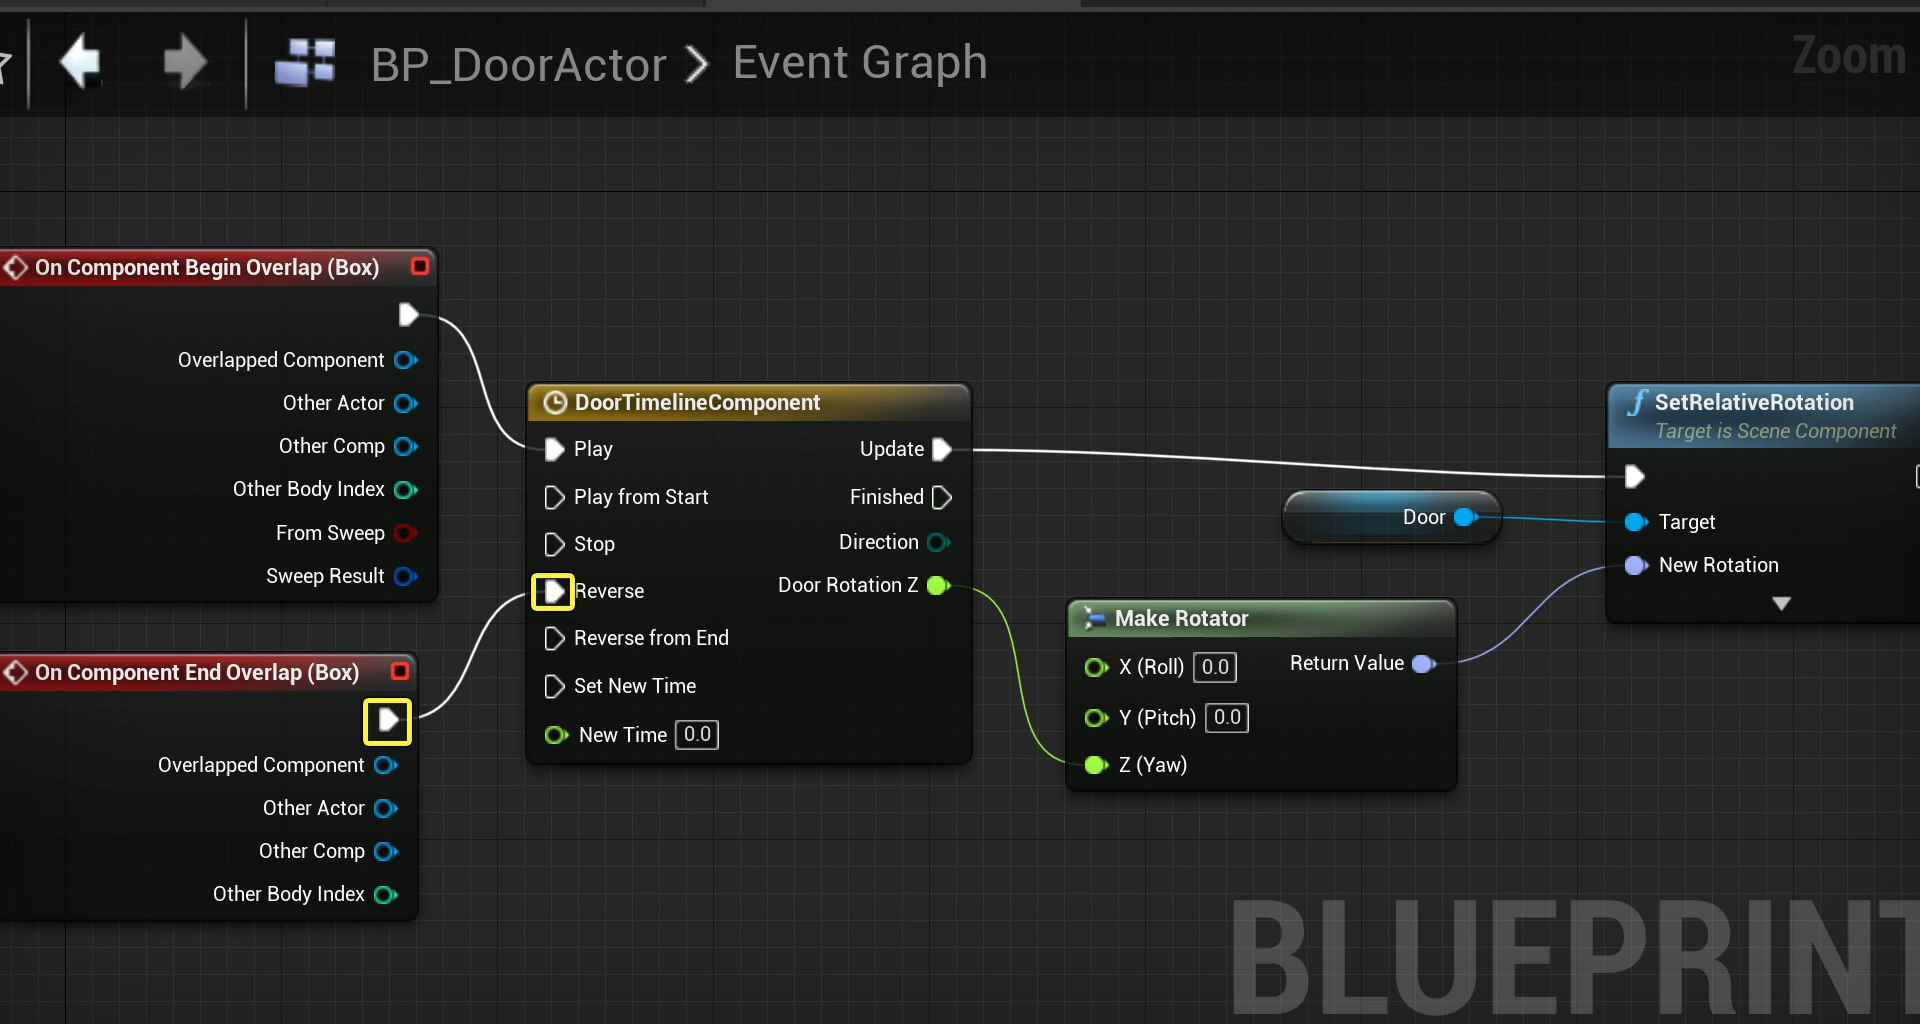 BP_DoorActor > Event Graph
Zoom
On Component Begin Overlap (Box)
Overlapped Component
Other Actor
Other Comp
Other Body Index
From Sweep
Sweep Result
On Component End Overlap (Box)
Overlapped Component
Other Actor
Other Comp
Other Body Index
DoorTimelineComponent
Play
Update
Play from Start
Finished
Stop
Direction
Reverse
Door Rotation Z
Reverse from End
Set New Time
New Time 0.0
Door
Make Rotator
X (Roll) 0.0
Return Value
Y (Pitch) 0.0
Z (Yaw)
SetRelativeRotation
Target is Scene Component
Target
New Rotation
BLUEPRINT